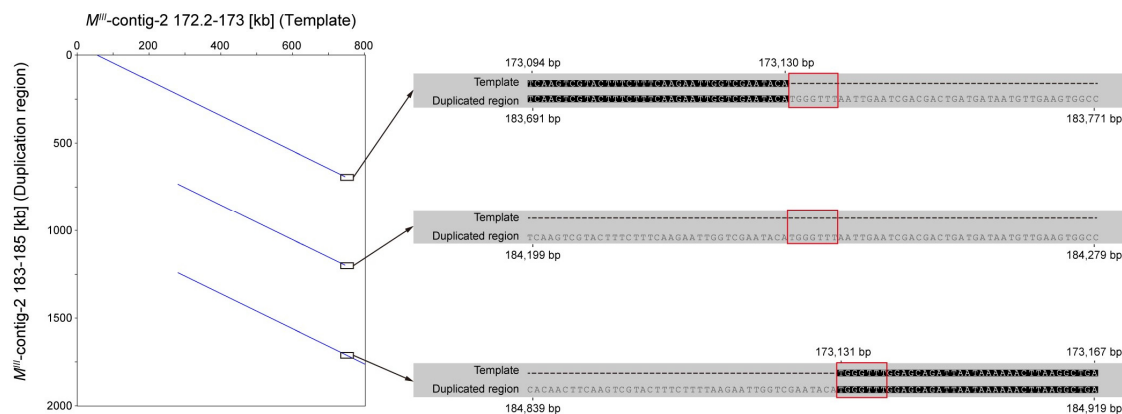 M^III-contig-2 172.2-173 [kb] (Template)
0 200 400 600 800
M^III-contig-2 183-185 [kb] (Duplication region)
0
500
1000
1500
2000
173,094 bp 173,130 bp
Template TCAAGTCGTACTTTCTTTCAAGAATTGGTCGAATACA--------------------------------------------
Duplicated region TCAAGTCGTACTTTCTTTCAAGAATTGGTCGAATACATGGGTTTAATTGAATCGACGACTGATGATAATGTTGAAGTGGCC
183,691 bp 183,771 bp
Template ---------------------------------------------------------------------------------
Duplicated region TCAAGTCGTACTTTCTTTCAAGAATTGGTCGAATACATGGGTTTAATTGAATCGACGACTGATGATAATGTTGAAGTGGCC
184,199 bp 184,279 bp
173,131 bp 173,167 bp
Template --------------------------------------------TGGGTTTGGAGCAGATTAATAAAAAACTTAAGGCTGA
Duplicated region CACAACTTCAAGTCGTACTTTCTTTTAAGAATTGGTCGAATACATGGGTTTGGAGCAGATTAATAAAAAACTTAAGGCTGA
184,839 bp 184,919 bp